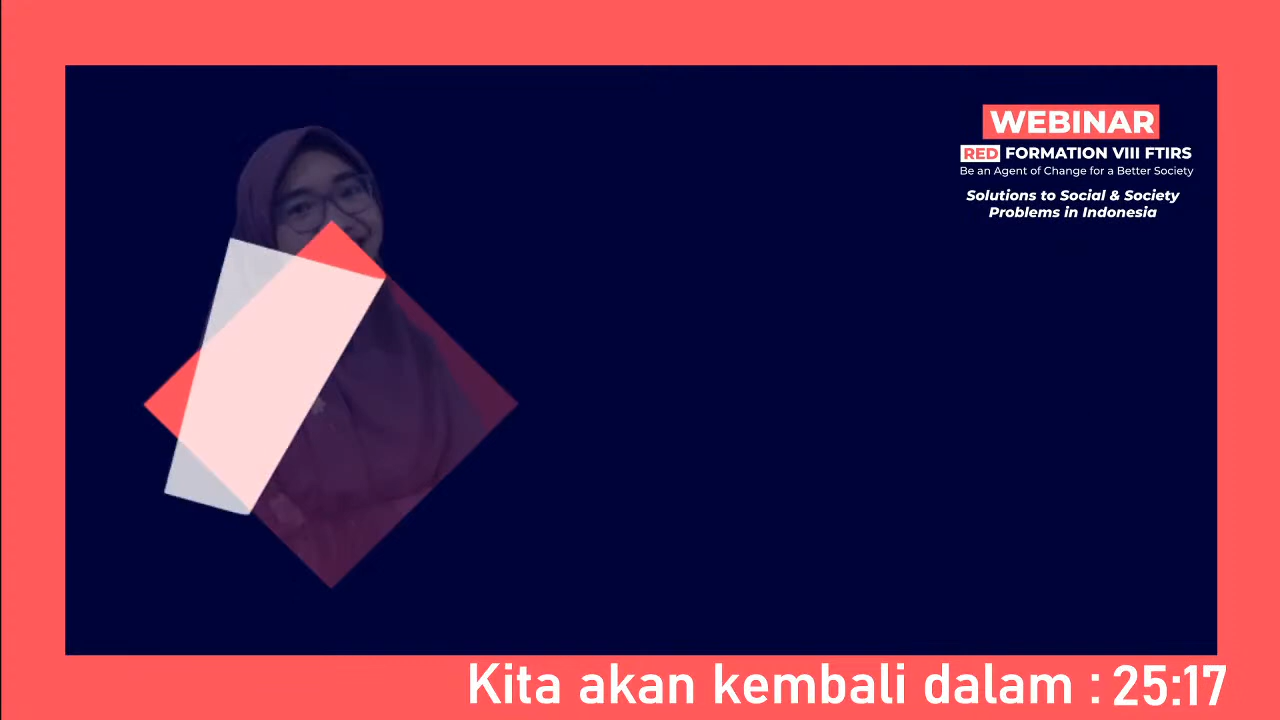 WEBINAR
RED FORMATION VIII FTIRS
Be an Agent of Change for a Better Society
Solutions to Social & Society
Problems in Indonesia
Kita akan kembali dalam : 25:17